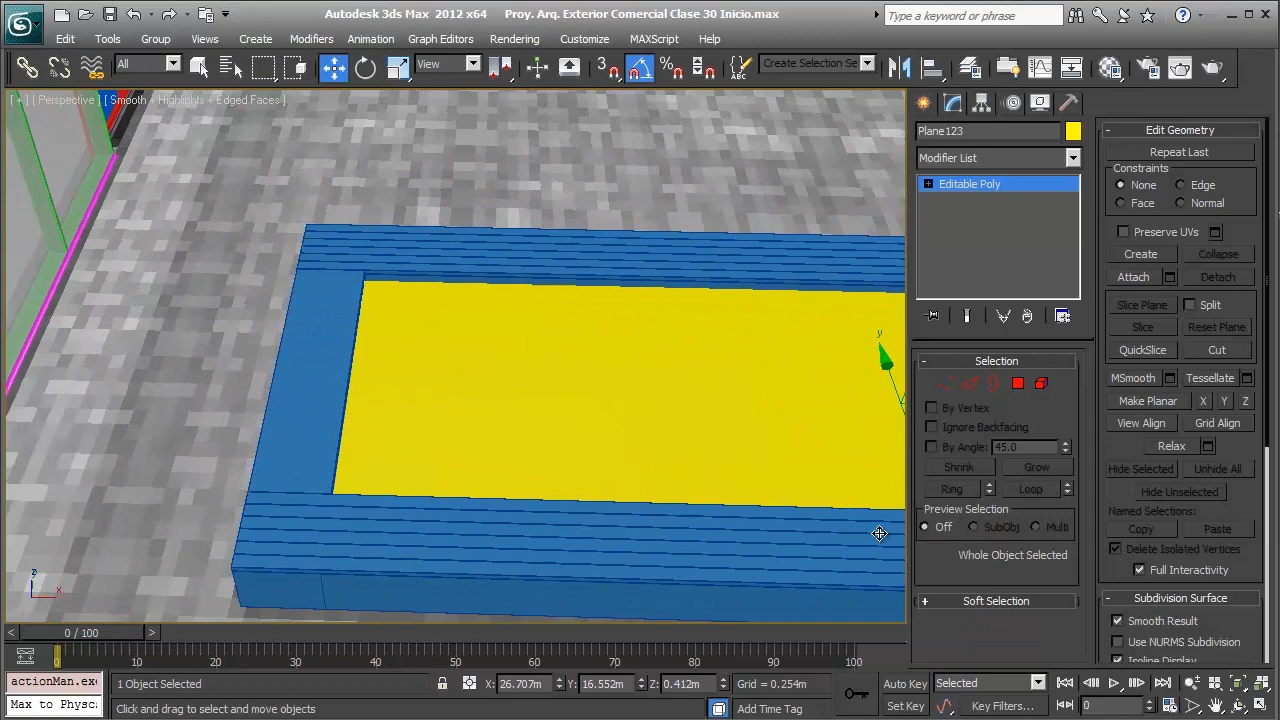 Autodesk 3ds Max 2012 x64 Proy. Arq. Exterior Comercial Clase 30 Inicio.max
Type a keyword or phrase
Edit Tools Group Views Create Modifiers Animation Graph Editors Rendering Customize MAXScript Help
All View 3 ABC Create Selection Se
[ + ] [ Perspective ] [ Smooth + Highlights + Edged Faces ]
Plane123
Modifier List
Editable Poly
Selection
By Vertex
Ignore Backfacing
By Angle: 45.0
Shrink Grow
Ring Loop
Preview Selection
Off SubObj Multi
Whole Object Selected
Soft Selection
Edit Geometry
Repeat Last
Constraints
None Edge
Face Normal
Preserve UVs
Create Collapse
Attach Detach
Slice Plane Split
Slice Reset Plane
QuickSlice Cut
MSmooth Tessellate
Make Planar X Y Z
View Align Grid Align
Relax
Hide Selected Unhide All
Hide Unselected
Named Selections:
Copy Paste
Delete Isolated Vertices
Full Interactivity
Subdivision Surface
Smooth Result
Use NURMS Subdivision
Isoline Display
y
z
x
< 0 / 100 >
0 10 20 30 40 50 60 70 80 90 100
actionMan.exe 1 Object Selected X: 26.707m Y: 16.552m Z: 0.412m Grid = 0.254m Auto Key Selected
Max to Physc: Click and drag to select and move objects Add Time Tag Set Key Key Filters... 0